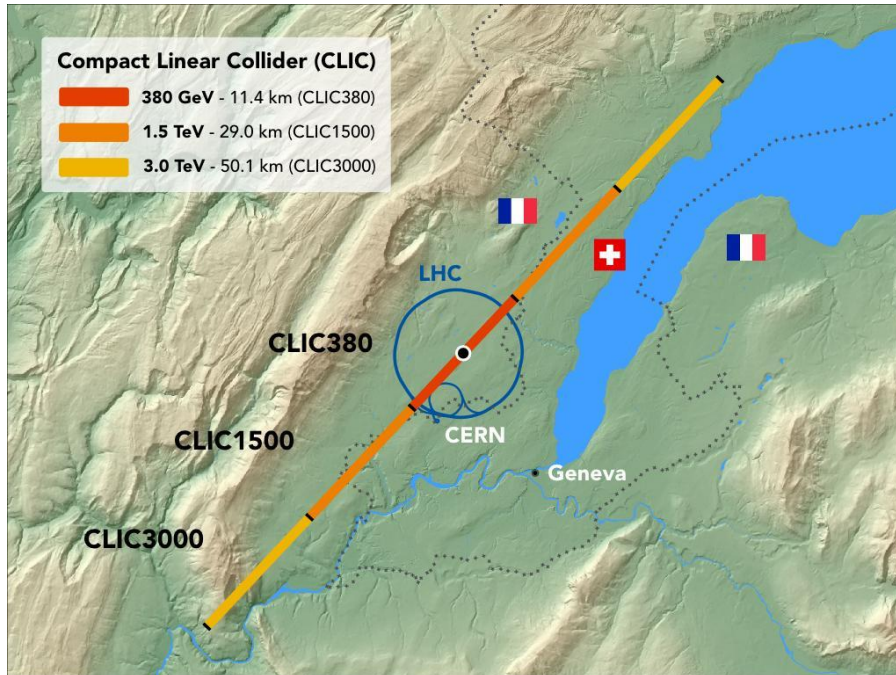 Compact Linear Collider (CLIC)
380 GeV - 11.4 km (CLIC380)
1.5 TeV - 29.0 km (CLIC1500)
3.0 TeV - 50.1 km (CLIC3000)
LHC
CLIC380
CLIC1500
CERN
Geneva
CLIC3000